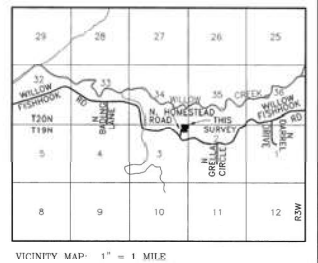 29 28 27 26 25
32 33 34 35 36
WILLOW CREEK
WILLOW
FISHHOOK RD
WILLOW
FISHHOOK RD
N. HOMESTEAD
ROAD
THIS
SURVEY
T20N
T19N
N
BADING
LANE
N
GRELLA
CIRCLE
N
DARREL
DRIVE
5 4 3 2 1
8 9 10 11 12
R3W
VICINITY MAP: 1" = 1 MILE